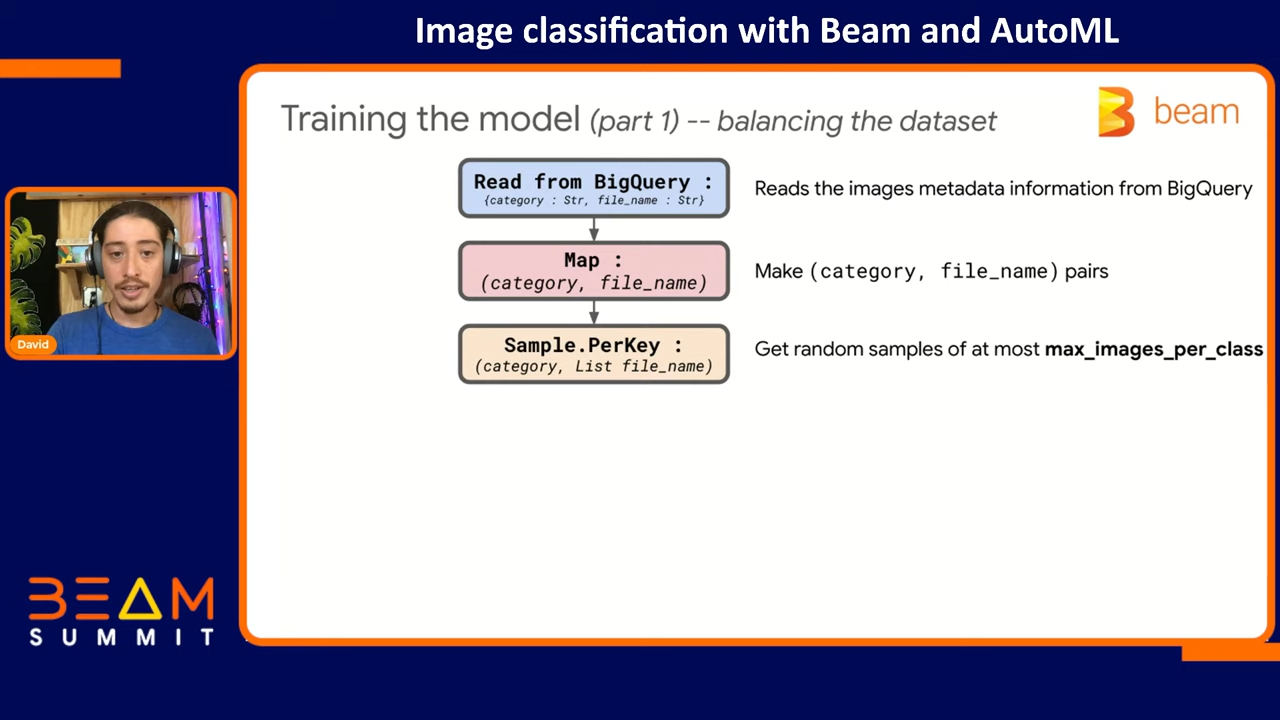 Image classification with Beam and AutoML
Training the model (part 1) -- balancing the dataset
beam
Read from BigQuery :
{category : Str, file_name : Str}
Reads the images metadata information from BigQuery
Map :
(category, file_name)
Make (category, file_name) pairs
Sample.PerKey :
(category, List file_name)
Get random samples of at most max_images_per_class
David
BEAM
SUMMIT